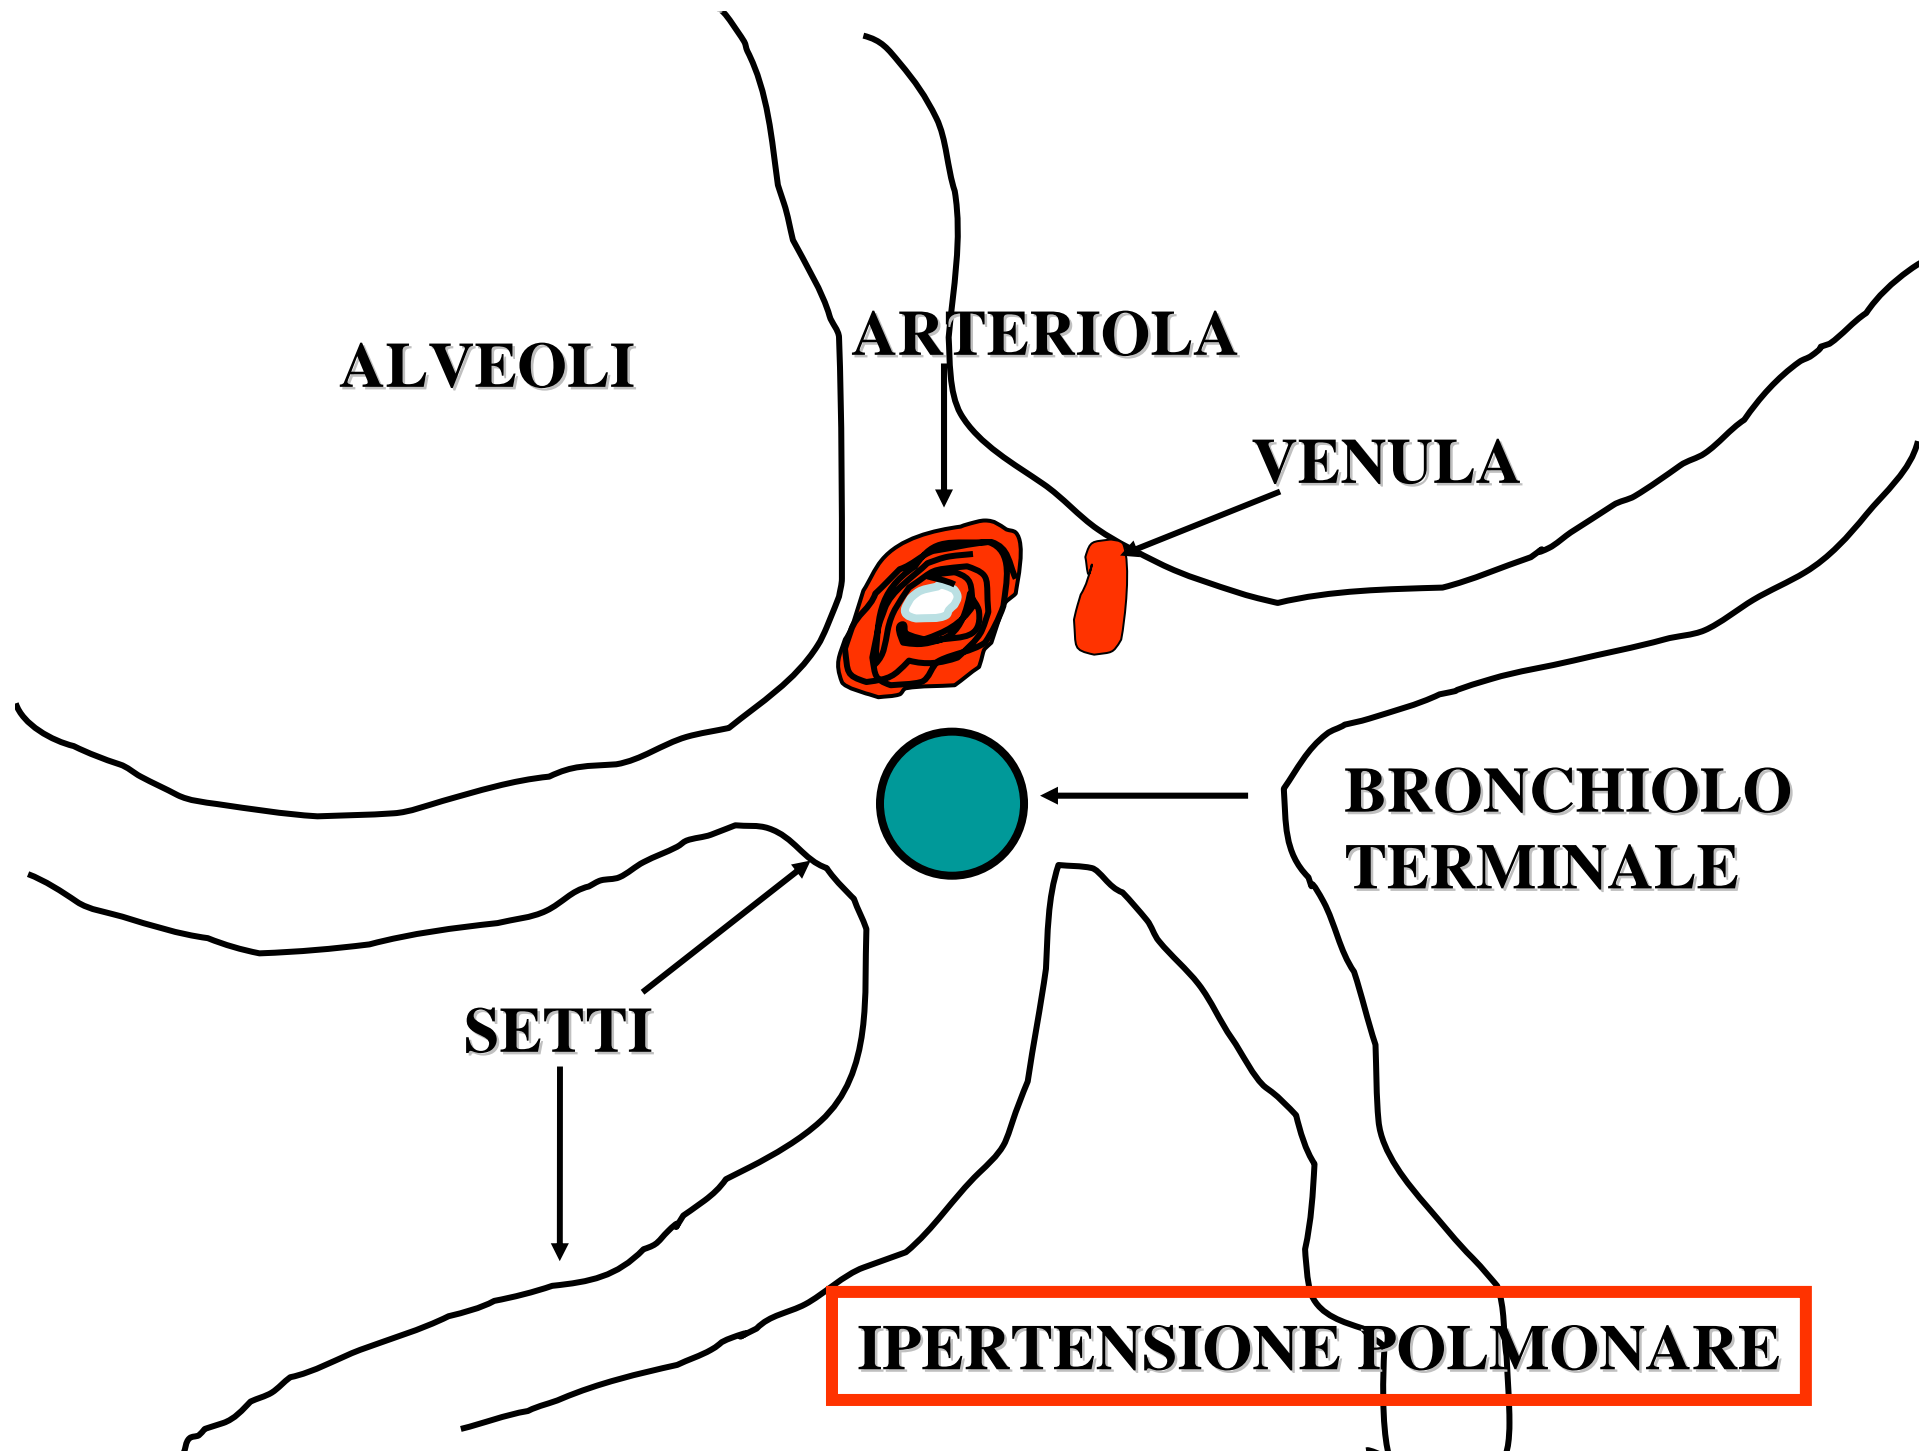 ARTERIOLA
ALVEOLI
VENULA
BRONCHIOLO
TERMINALE
SETTI
IPERTENSIONE POLMONARE